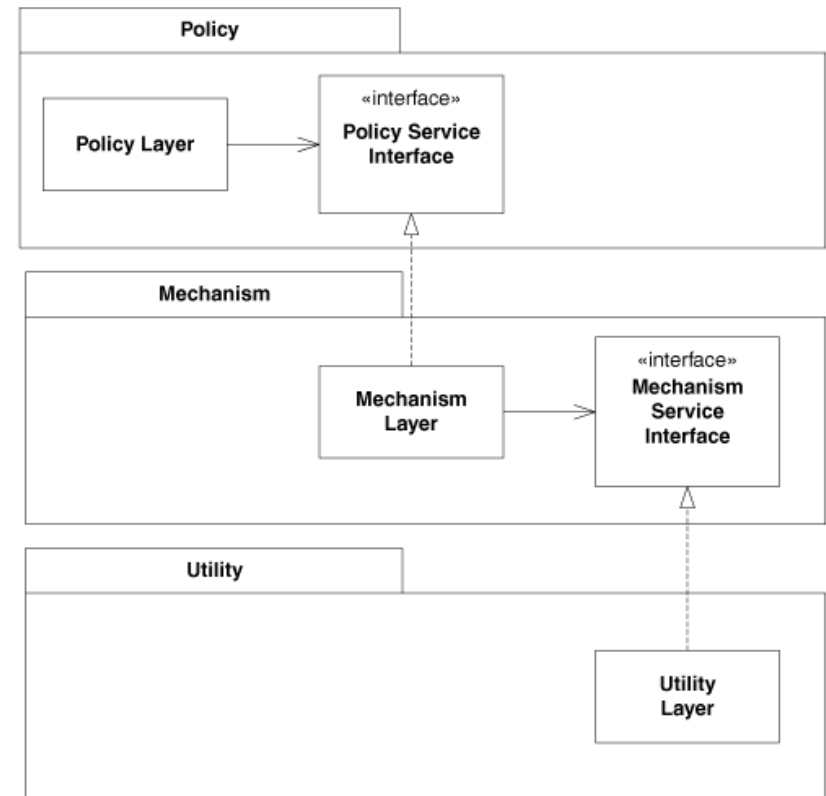 Policy
Policy Layer
«interface»
Policy Service
Interface
Mechanism
Mechanism
Layer
«interface»
Mechanism
Service
Interface
Utility
Utility
Layer